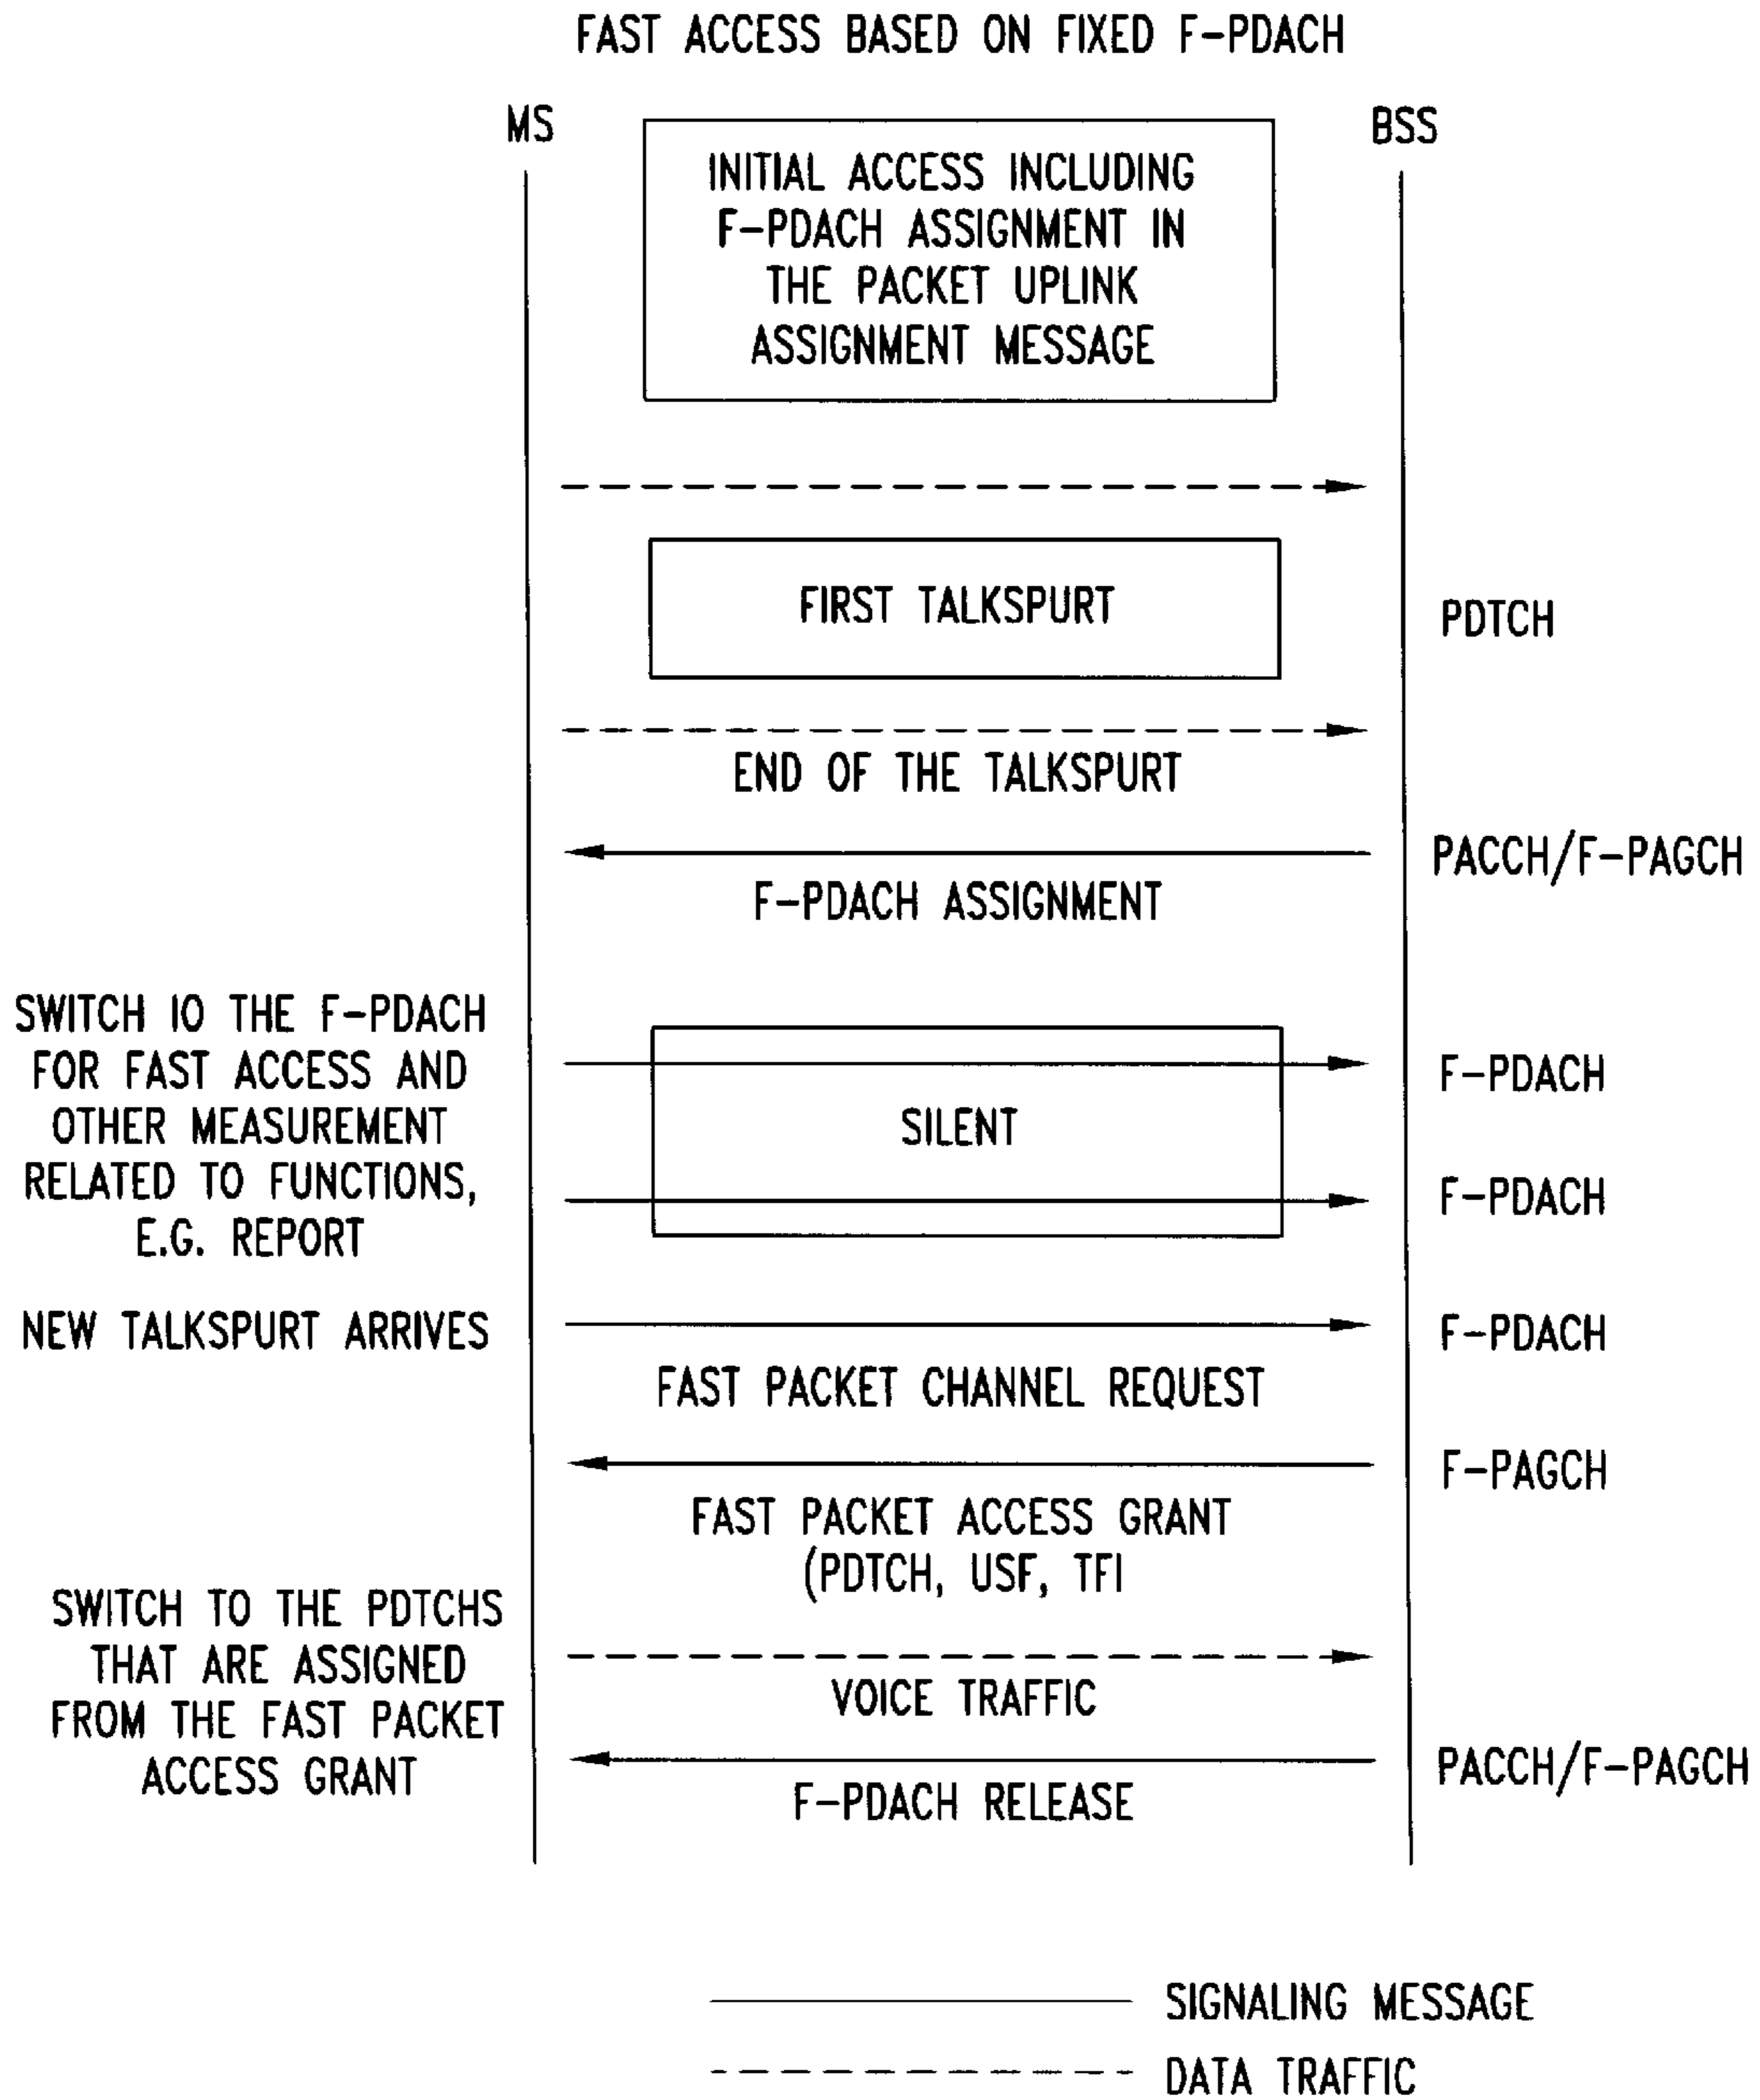 FAST ACCESS BASED ON FIXED F-PDACH
MS
BSS
INITIAL ACCESS INCLUDING
F-PDACH ASSIGNMENT IN
THE PACKET UPLINK
ASSIGNMENT MESSAGE
FIRST TALKSPURT
PDTCH
END OF THE TALKSPURT
PACCH/F-PAGCH
F-PDACH ASSIGNMENT
SWITCH IO THE F-PDACH
FOR FAST ACCESS AND
OTHER MEASUREMENT
RELATED TO FUNCTIONS,
E.G. REPORT
F-PDACH
SILENT
F-PDACH
NEW TALKSPURT ARRIVES
F-PDACH
FAST PACKET CHANNEL REQUEST
F-PAGCH
FAST PACKET ACCESS GRANT
(PDTCH, USF, TFI
SWITCH TO THE PDTCHS
THAT ARE ASSIGNED
FROM THE FAST PACKET
ACCESS GRANT
VOICE TRAFFIC
PACCH/F-PAGCH
F-PDACH RELEASE
SIGNALING MESSAGE
DATA TRAFFIC